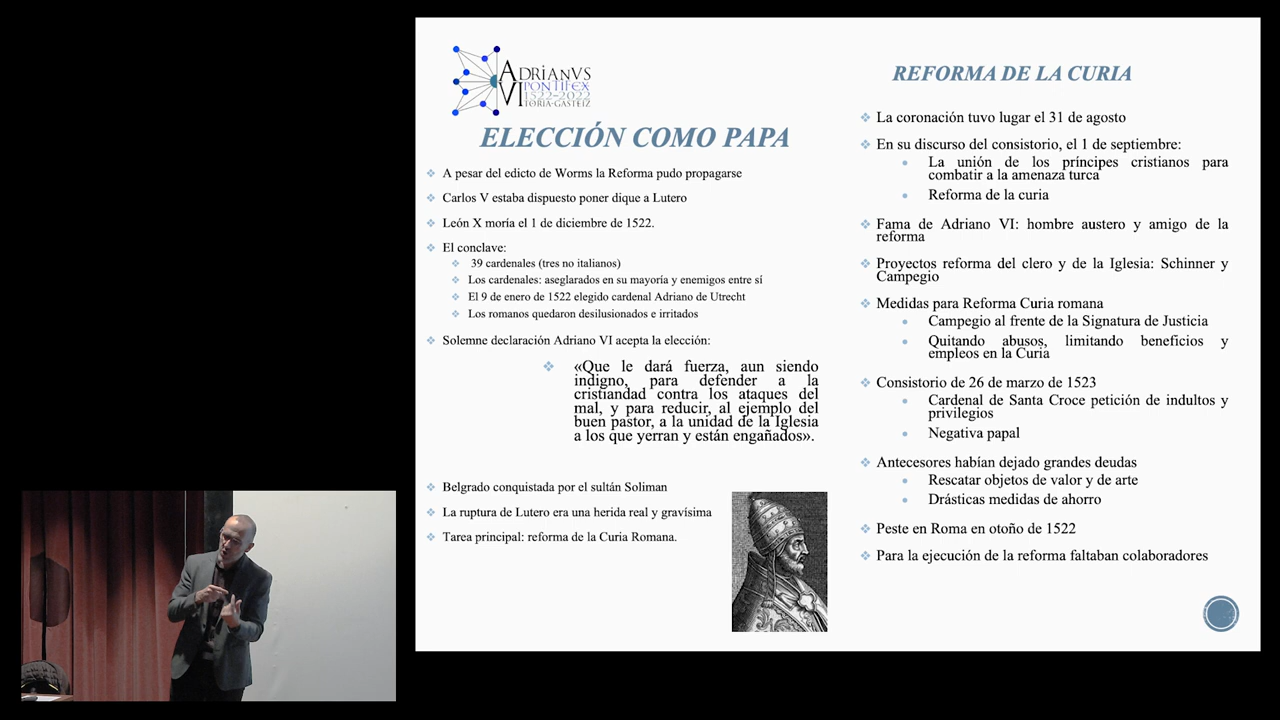 ADRIANVS
VI PONTIFEX
1522-2022
VITORIA-GASTEIZ
ELECCIÓN COMO PAPA
A pesar del edicto de Worms la Reforma pudo propagarse
Carlos V estaba dispuesto poner dique a Lutero
León X moría el 1 de diciembre de 1522.
El conclave:
39 cardenales (tres no italianos)
Los cardenales: aseglarados en su mayoría y enemigos entre sí
El 9 de enero de 1522 elegido cardenal Adriano de Utrecht
Los romanos quedaron desilusionados e irritados
Solemne declaración Adriano VI acepta la elección:
«Que le dará fuerza, aun siendo
indigno, para defender a la
cristiandad contra los ataques del
mal, y para reducir, al ejemplo del
buen pastor, a la unidad de la Iglesia
a los que yerran y están engañados».
Belgrado conquistada por el sultán Soliman
La ruptura de Lutero era una herida real y gravísima
Tarea principal: reforma de la Curia Romana.
REFORMA DE LA CURIA
La coronación tuvo lugar el 31 de agosto
En su discurso del consistorio, el 1 de septiembre:
La unión de los príncipes cristianos para
combatir a la amenaza turca
Reforma de la curia
Fama de Adriano VI: hombre austero y amigo de la
reforma
Proyectos reforma del clero y de la Iglesia: Schinner y
Campegio
Medidas para Reforma Curia romana
Campegio al frente de la Signatura de Justicia
Quitando abusos, limitando beneficios y
empleos en la Curia
Consistorio de 26 de marzo de 1523
Cardenal de Santa Croce petición de indultos y
privilegios
Negativa papal
Antecesores habían dejado grandes deudas
Rescatar objetos de valor y de arte
Drásticas medidas de ahorro
Peste en Roma en otoño de 1522
Para la ejecución de la reforma faltaban colaboradores